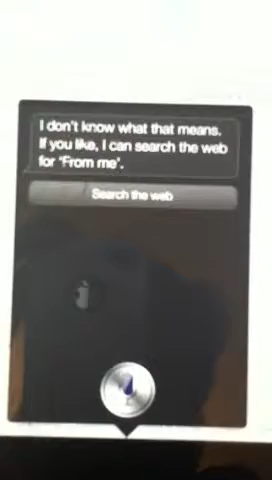 I don't know what that means.
If you like, I can search the web
for 'From me'.
Search the web